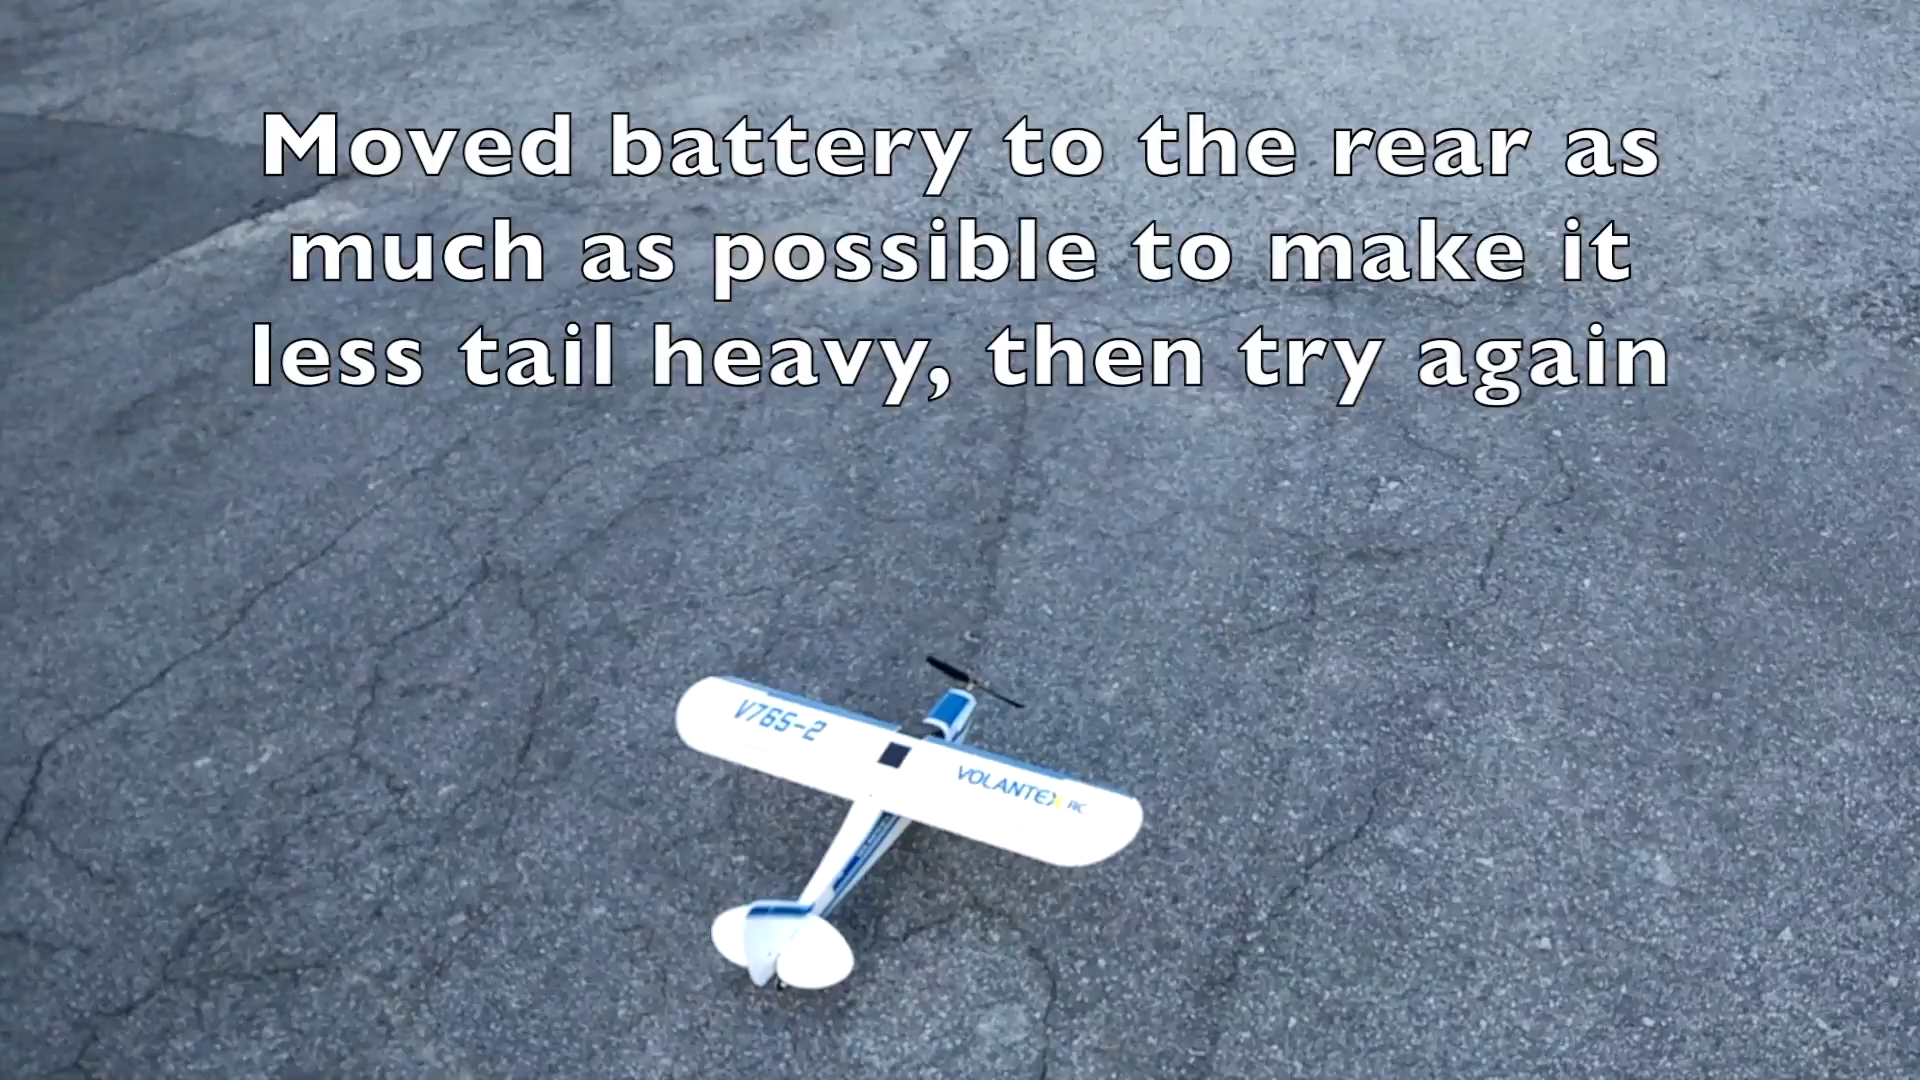 Moved battery to the rear as
much as possible to make it
less tail heavy, then try again
V765-2
VOLANTEX RC